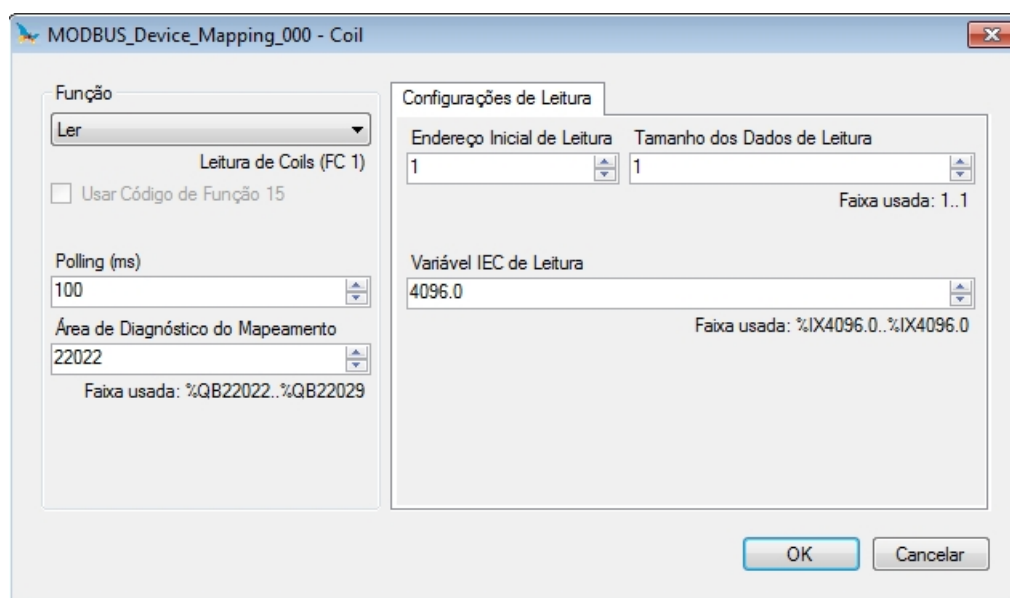 MODBUS_Device_Mapping_000 - Coil
Função
Ler
Leitura de Coils (FC 1)
Usar Código de Função 15
Polling (ms)
100
Área de Diagnóstico do Mapeamento
22022
Faixa usada: %QB22022..%QB22029
Configurações de Leitura
Endereço Inicial de Leitura Tamanho dos Dados de Leitura
1 1
Faixa usada: 1..1
Variável IEC de Leitura
4096.0
Faixa usada: %IX4096.0..%IX4096.0
OK Cancelar